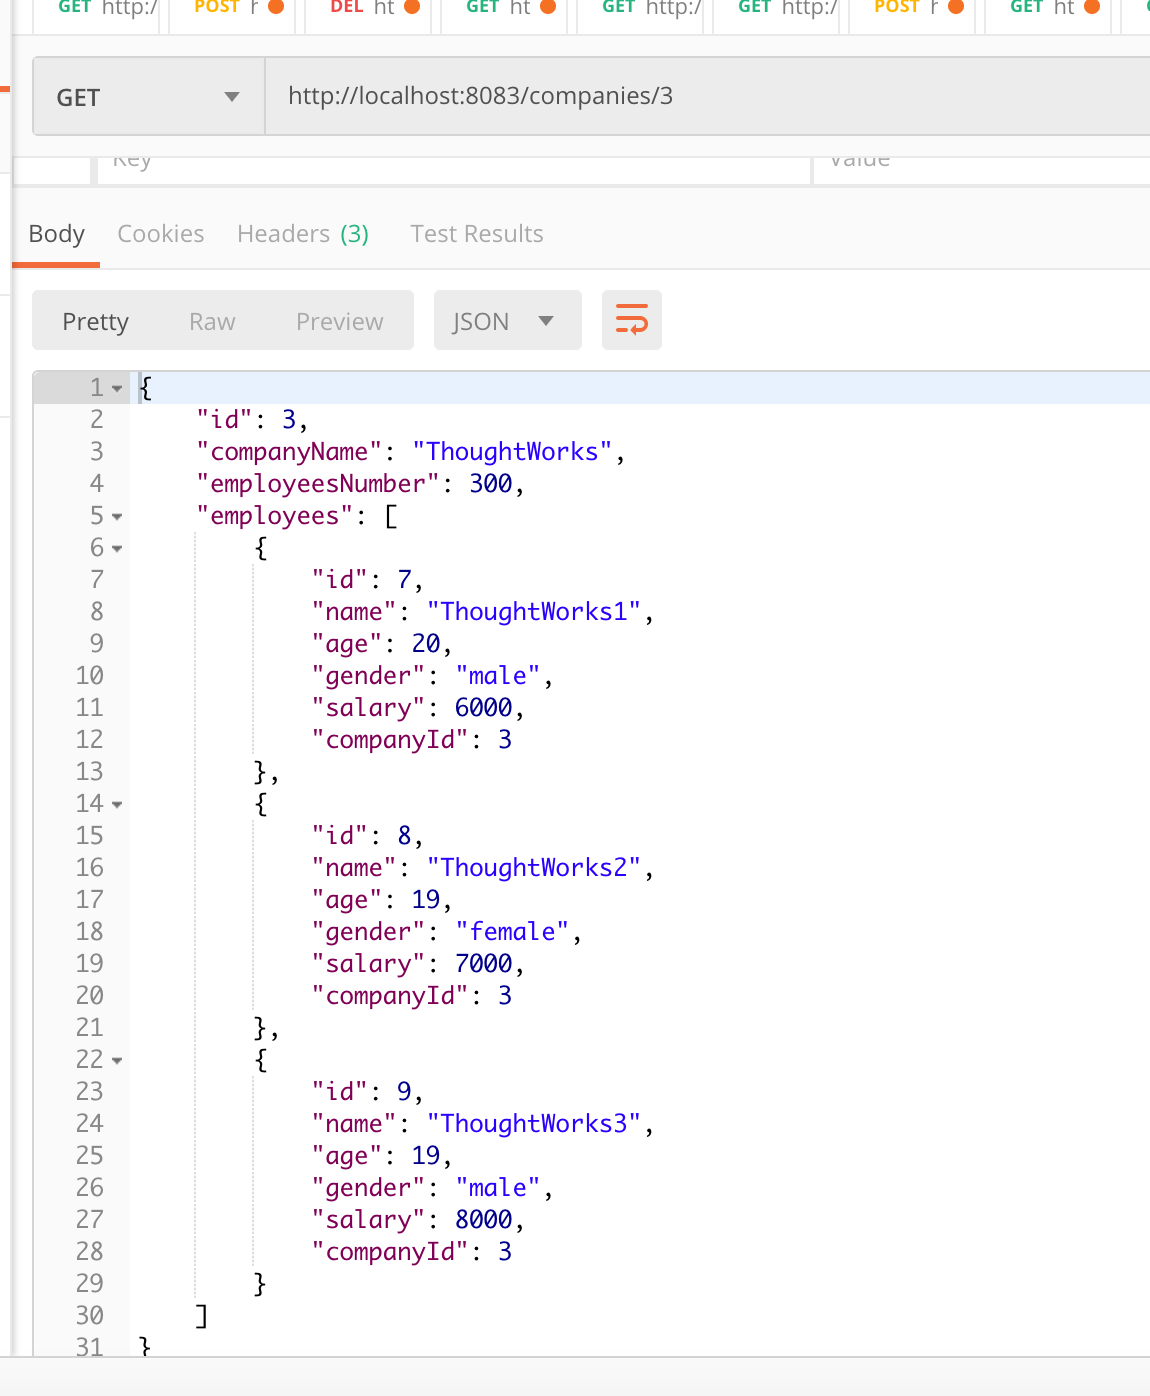 GET http:/ POST r DEL ht GET ht GET http:/ GET http:/ POST r GET ht
GET http://localhost:8083/companies/3
Key Value
Body Cookies Headers (3) Test Results
Pretty Raw Preview JSON
1 {
2 "id": 3,
3 "companyName": "ThoughtWorks",
4 "employeesNumber": 300,
5 "employees": [
6 {
7 "id": 7,
8 "name": "ThoughtWorks1",
9 "age": 20,
10 "gender": "male",
11 "salary": 6000,
12 "companyId": 3
13 },
14 {
15 "id": 8,
16 "name": "ThoughtWorks2",
17 "age": 19,
18 "gender": "female",
19 "salary": 7000,
20 "companyId": 3
21 },
22 {
23 "id": 9,
24 "name": "ThoughtWorks3",
25 "age": 19,
26 "gender": "male",
27 "salary": 8000,
28 "companyId": 3
29 }
30 ]
31 }